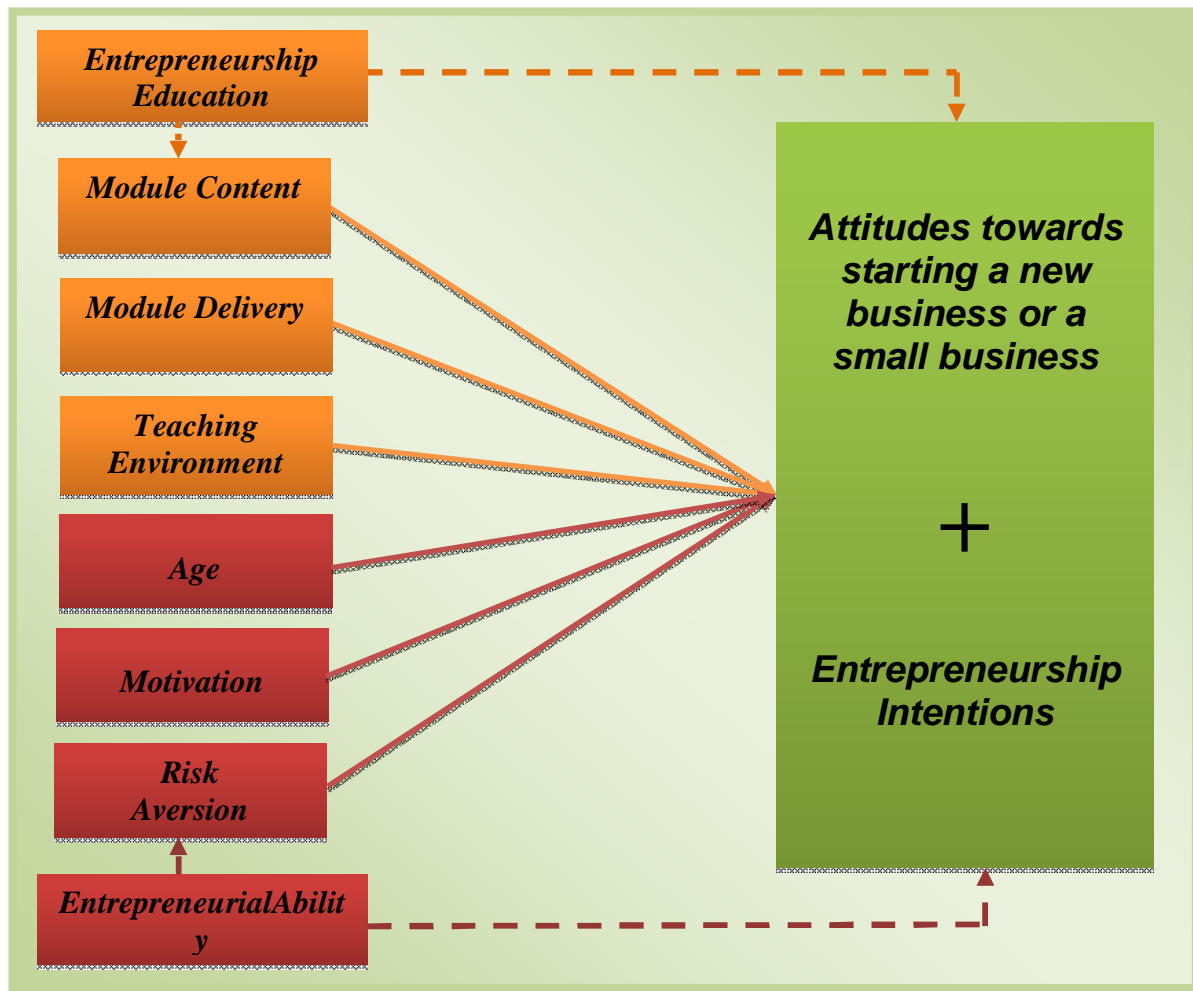 Entrepreneurship
Education
Module Content
Module Delivery
Teaching
Environment
Age
Motivation
Risk
Aversion
EntrepreneurialAbilit
y
Attitudes towards
starting a new
business or a
small business
+
Entrepreneurship
Intentions